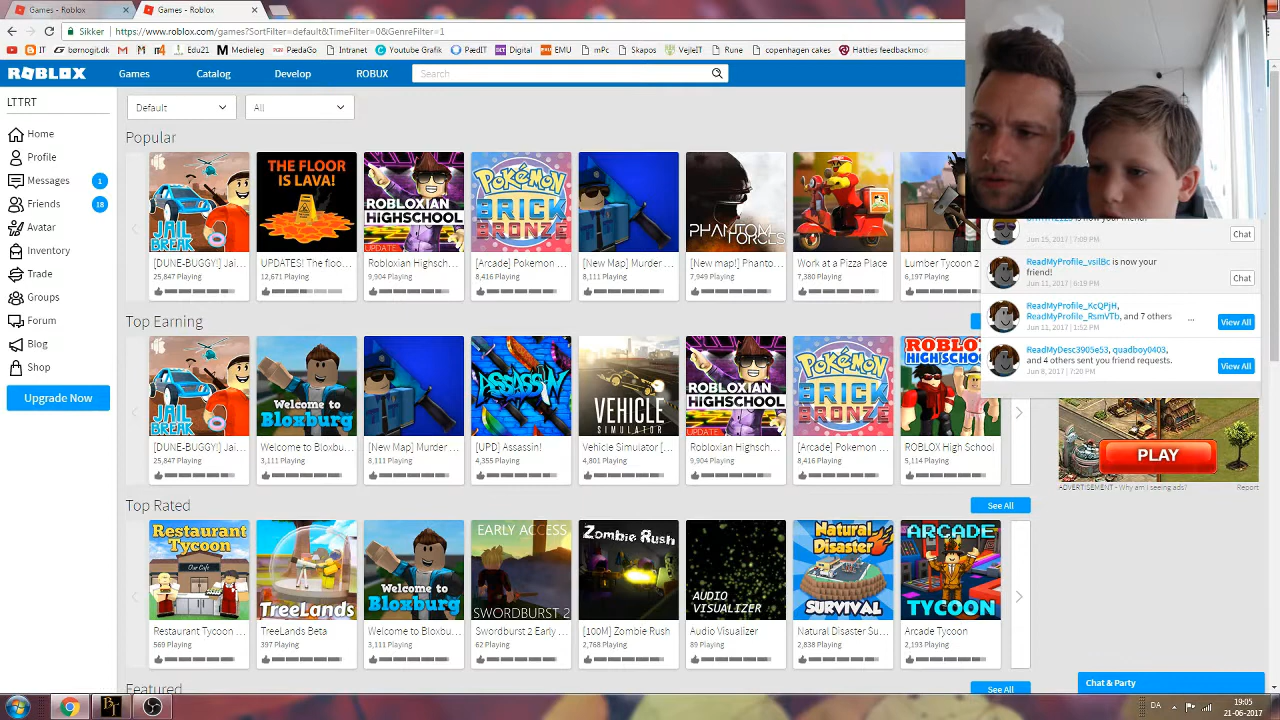 Games - Roblox
Games - Roblox
Sikker
https://www.roblox.com/games?SortFilter=default&TimeFilter=0&GenreFilter=1
IT børnogit.dk M M Edu21 Medieleg PædaGo Intranet Youtube Grafik PædIT Digital EMU mPc Skapos VejleIT Rune copenhagen cakes Hatties feedbackmod
ROBLOX
Games
Catalog
Develop
ROBUX
Search
LTTRT
Home
Profile
Messages 1
Friends 18
Avatar
Inventory
Trade
Groups
Forum
Blog
Shop
Upgrade Now
Default
All
Popular
JAIL BREAK
THE FLOOR IS LAVA!
ROBLOXIAN HIGHSCHOOL
UPDATE
POKéMON BRICK BRONZE
PHANTOM FORCES
[DUNE-BUGGY!] Jai...
25,847 Playing
UPDATE! The floo...
12,671 Playing
Robloxian Highsch...
9,904 Playing
[Arcade] Pokemon ...
8,416 Playing
[New Map] Murder ...
8,111 Playing
[New map!] Phanto...
7,949 Playing
Work at a Pizza Place
7,380 Playing
Lumber Tycoon 2
6,197 Playing
is now your friend!
Jun 15, 2017 | 7:09 PM
Chat
ReadMyProfile_vsilBc is now your
friend!
Jun 11, 2017 | 6:19 PM
Chat
ReadMyProfile_KcQPjH,
ReadMyProfile_RsmVTb, and 7 others
...
Jun 11, 2017 | 1:52 PM
View All
ReadMyDesc3905e53, quadboy0403,
and 4 others sent you friend requests.
Jun 8, 2017 | 7:20 PM
View All
Top Earning
JAIL BREAK
Welcome to Bloxburg
ASSASSIN
VEHICLE SIMULATOR
ROBLOXIAN HIGHSCHOOL
UPDATE
POKéMON BRICK BRONZE
ROBLOX HIGH SCHOOL
[DUNE-BUGGY!] Jai...
25,847 Playing
Welcome to Bloxbu...
3,111 Playing
[New Map] Murder ...
8,111 Playing
[UPD] Assassin!
4,355 Playing
Vehicle Simulator [...
4,801 Playing
Robloxian Highsch...
9,904 Playing
[Arcade] Pokemon ...
8,416 Playing
ROBLOX High School
5,114 Playing
PLAY
ADVERTISEMENT - Why am I seeing ads?
Report
Top Rated
See All
Restaurant Tycoon
Our Cafe
TreeLands
Welcome to Bloxburg
EARLY ACCESS
SWORDBURST 2
Zombie Rush
AUDIO VISUALIZER
Natural Disaster SURVIVAL
ARCADE TYCOON
Restaurant Tycoon ...
569 Playing
TreeLands Beta
397 Playing
Welcome to Bloxbu...
3,111 Playing
Swordburst 2 Early ...
62 Playing
[100M] Zombie Rush
2,768 Playing
Audio Visualizer
89 Playing
Natural Disaster Su...
2,838 Playing
Arcade Tycoon
2,193 Playing
Featured
See All
Chat & Party
DA
19:05
21-06-2017